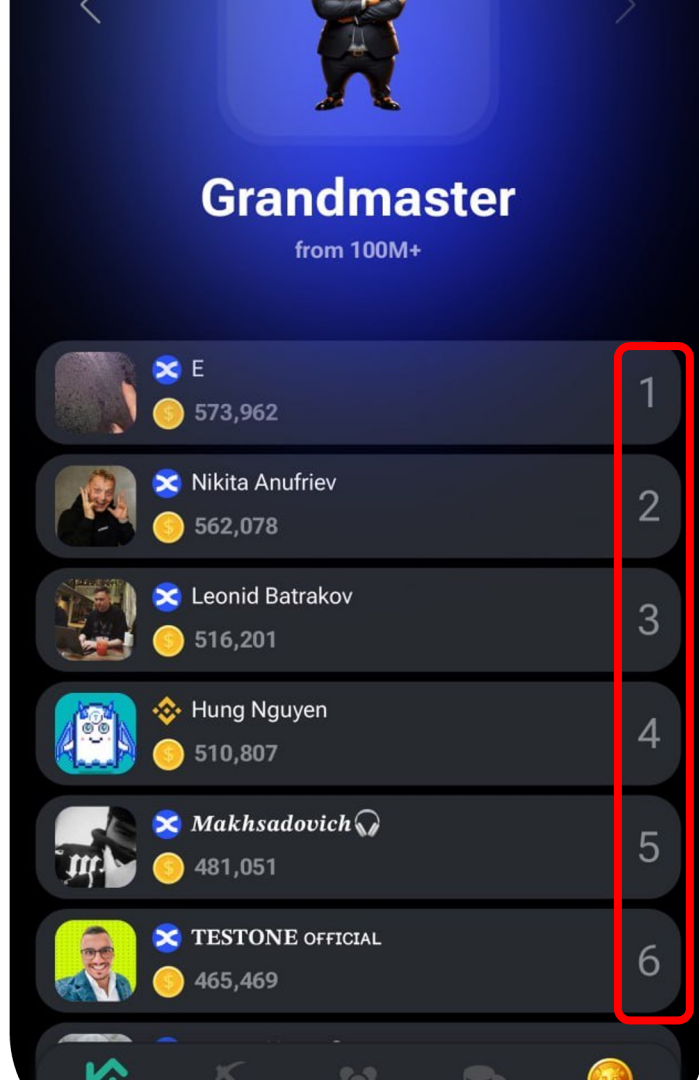 Grandmaster
from 100M+
E
573,962
1
Nikita Anufriev
562,078
2
Leonid Batrakov
516,201
3
Hung Nguyen
510,807
4
Makhsadovich🎧
481,051
5
TESTONE OFFICIAL
465,469
6